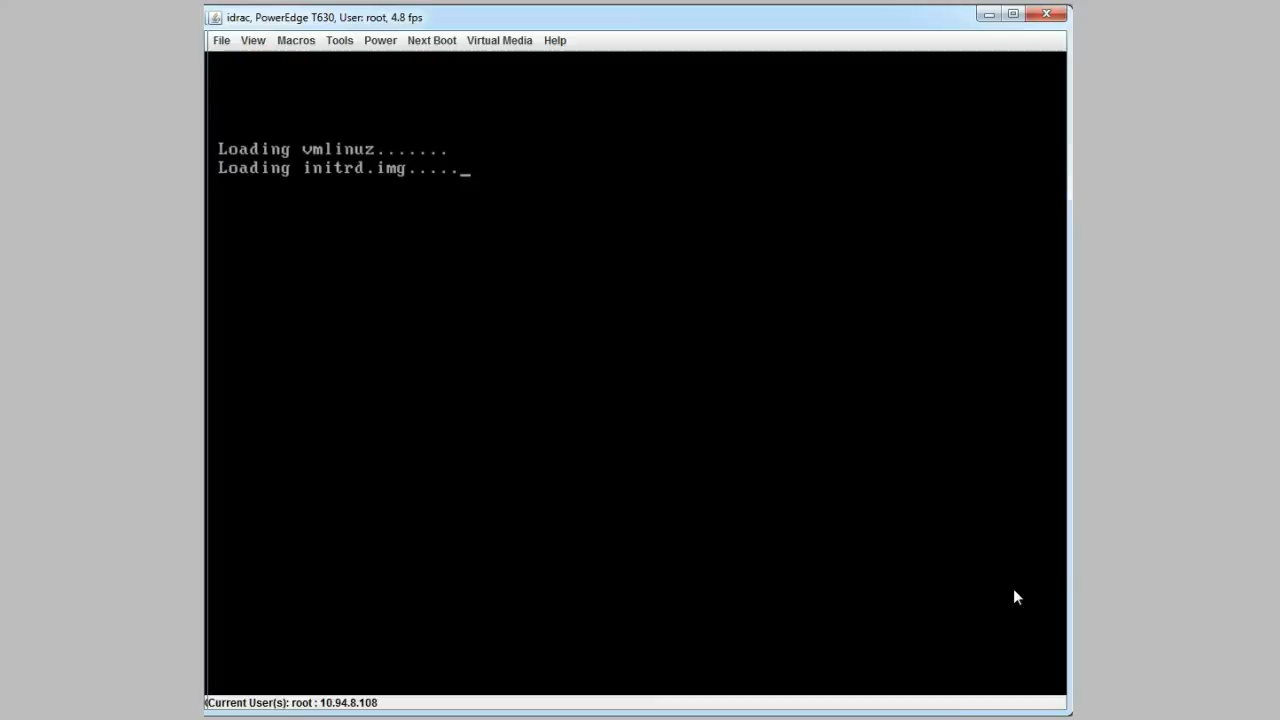 idrac, PowerEdge T630, User: root, 4.8 fps
File View Macros Tools Power Next Boot Virtual Media Help
Loading vmlinuz.......
Loading initrd.img....._
Current User(s): root : 10.94.8.108